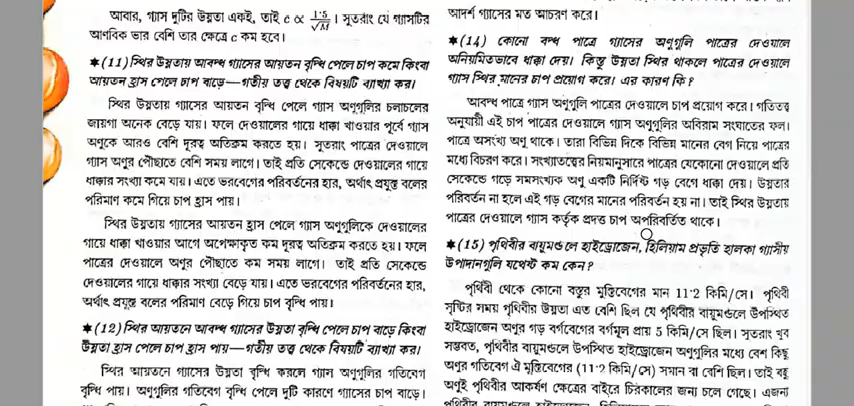 আবার, গ্যাস দুটির উষ্ণতা একই, তাই c ∝ 1·5/√M । সুতরাং যে গ্যাসটির
আণবিক ভার বেশি তার ক্ষেত্রে c কম হবে।
★(11) স্থির উষ্ণতায় আবদ্ধ গ্যাসের আয়তন বৃদ্ধি পেলে চাপ কমে কিংবা
আয়তন হ্রাস পেলে চাপ বাড়ে—গতীয় তত্ত্ব থেকে বিষয়টি ব্যাখ্যা কর।
স্থির উষ্ণতায় গ্যাসের আয়তন বৃদ্ধি পেলে গ্যাস অণুগুলির চলাচলের
জায়গা অনেক বেড়ে যায়। ফলে দেওয়ালের গায়ে ধাক্কা খাওয়ার পূর্বে গ্যাস
অণুকে আরও বেশি দূরত্ব অতিক্রম করতে হয়। সুতরাং পাত্রের দেওয়ালে
গ্যাস অণুর পৌছাতে বেশি সময় লাগে। তাই প্রতি সেকেন্ডে দেওয়ালের গায়ে
ধাক্কার সংখ্যা কমে যায়। এতে ভরবেগের পরিবর্তনের হার, অর্থাৎ প্রযুক্ত বলের
পরিমাণ কমে গিয়ে চাপ হ্রাস পায়।
স্থির উষ্ণতায় গ্যাসের আয়তন হ্রাস পেলে গ্যাস অণুগুলিকে দেওয়ালের
গায়ে ধাক্কা খাওয়ার আগে অপেক্ষাকৃত কম দূরত্ব অতিক্রম করতে হয়। ফলে
পাত্রের দেওয়ালে অণুর পৌছাতে কম সময় লাগে। তাই প্রতি সেকেন্ডে
দেওয়ালের গায়ে ধাক্কার সংখ্যা বেড়ে যায়। এতে ভরবেগের পরিবর্তনের হার,
অর্থাৎ প্রযুক্ত বলের পরিমাণ বেড়ে গিয়ে চাপ বৃদ্ধি পায়।
★(12) স্থির আয়তনে আবদ্ধ গ্যাসের উষ্ণতা বৃদ্ধি পেলে চাপ বাড়ে কিংবা
উষ্ণতা হ্রাস পেলে চাপ হ্রাস পায়—গতীয় তত্ত্ব থেকে বিষয়টি ব্যাখ্যা কর।
স্থির আয়তনে গ্যাসের উষ্ণতা বৃদ্ধি করলে গ্যাস অণুগুলির গতিবেগ
বৃদ্ধি পায়। অণুগুলির গতিবেগ বৃদ্ধি পেলে দুটি কারণে গ্যাসের চাপ বাড়ে।
আদর্শ গ্যাসের মত আচরণ করে।
★(14) কোনো বদ্ধ পাত্রে গ্যাসের অণুগুলি পাত্রের দেওয়ালে
অনিয়মিতভাবে ধাক্কা দেয়। কিন্তু উষ্ণতা স্থির থাকলে পাত্রের দেওয়ালে
গ্যাস স্থির মানের চাপ প্রয়োগ করে। এর কারণ কি?
আবদ্ধ পাত্রে গ্যাস অণুগুলি পাত্রের দেওয়ালে চাপ প্রয়োগ করে। গতিতত্ত্ব
অনুযায়ী এই চাপ পাত্রের দেওয়ালে গ্যাস অণুগুলির অবিরাম সংঘাতের ফল।
পাত্রে অসংখ্য অণু থাকে। তারা বিভিন্ন দিকে বিভিন্ন মানের বেগ নিয়ে পাত্রের
মধ্যে বিচরণ করে। সংখ্যাতত্ত্বের নিয়মানুসারে পাত্রের যেকোনো দেওয়ালে প্রতি
সেকেন্ডে গড়ে সমসংখ্যক অণু একটি নির্দিষ্ট গড় বেগে ধাক্কা দেয়। উষ্ণতার
পরিবর্তন না হলে এই গড় বেগের মানের পরিবর্তন হয় না। তাই স্থির উষ্ণতায়
পাত্রের দেওয়ালে গ্যাস কর্তৃক প্রদত্ত চাপ অপরিবর্তিত থাকে।
★(15) পৃথিবীর বায়ুমণ্ডলে হাইড্রোজেন, হিলিয়াম প্রভৃতি হালকা গ্যাসীয়
উপাদানগুলি যথেষ্ট কম কেন?
পৃথিবী থেকে কোনো বস্তুর মুক্তিবেগের মান 11·2 কিমি/সে। পৃথিবী
সৃষ্টির সময় পৃথিবীর উষ্ণতা এত বেশি ছিল যে পৃথিবীর বায়ুমণ্ডলে উপস্থিত
হাইড্রোজেন অণুর গড় বর্গবেগের বর্গমূল প্রায় 5 কিমি/সে ছিল। সুতরাং খুব
সম্ভবত, পৃথিবীর বায়ুমণ্ডলে উপস্থিত হাইড্রোজেন অণুগুলির মধ্যে বেশ কিছু
অণুর গতিবেগ ঐ মুক্তিবেগের (11·2 কিমি/সে) সমান বা বেশি ছিল। তাই বহু
অণুই পৃথিবীর আকর্ষণ ক্ষেত্রের বাইরে চিরকালের জন্য চলে গেছে। এজন্য
পৃথিবীর বায়ুমণ্ডলে হাইড্রোজেন,